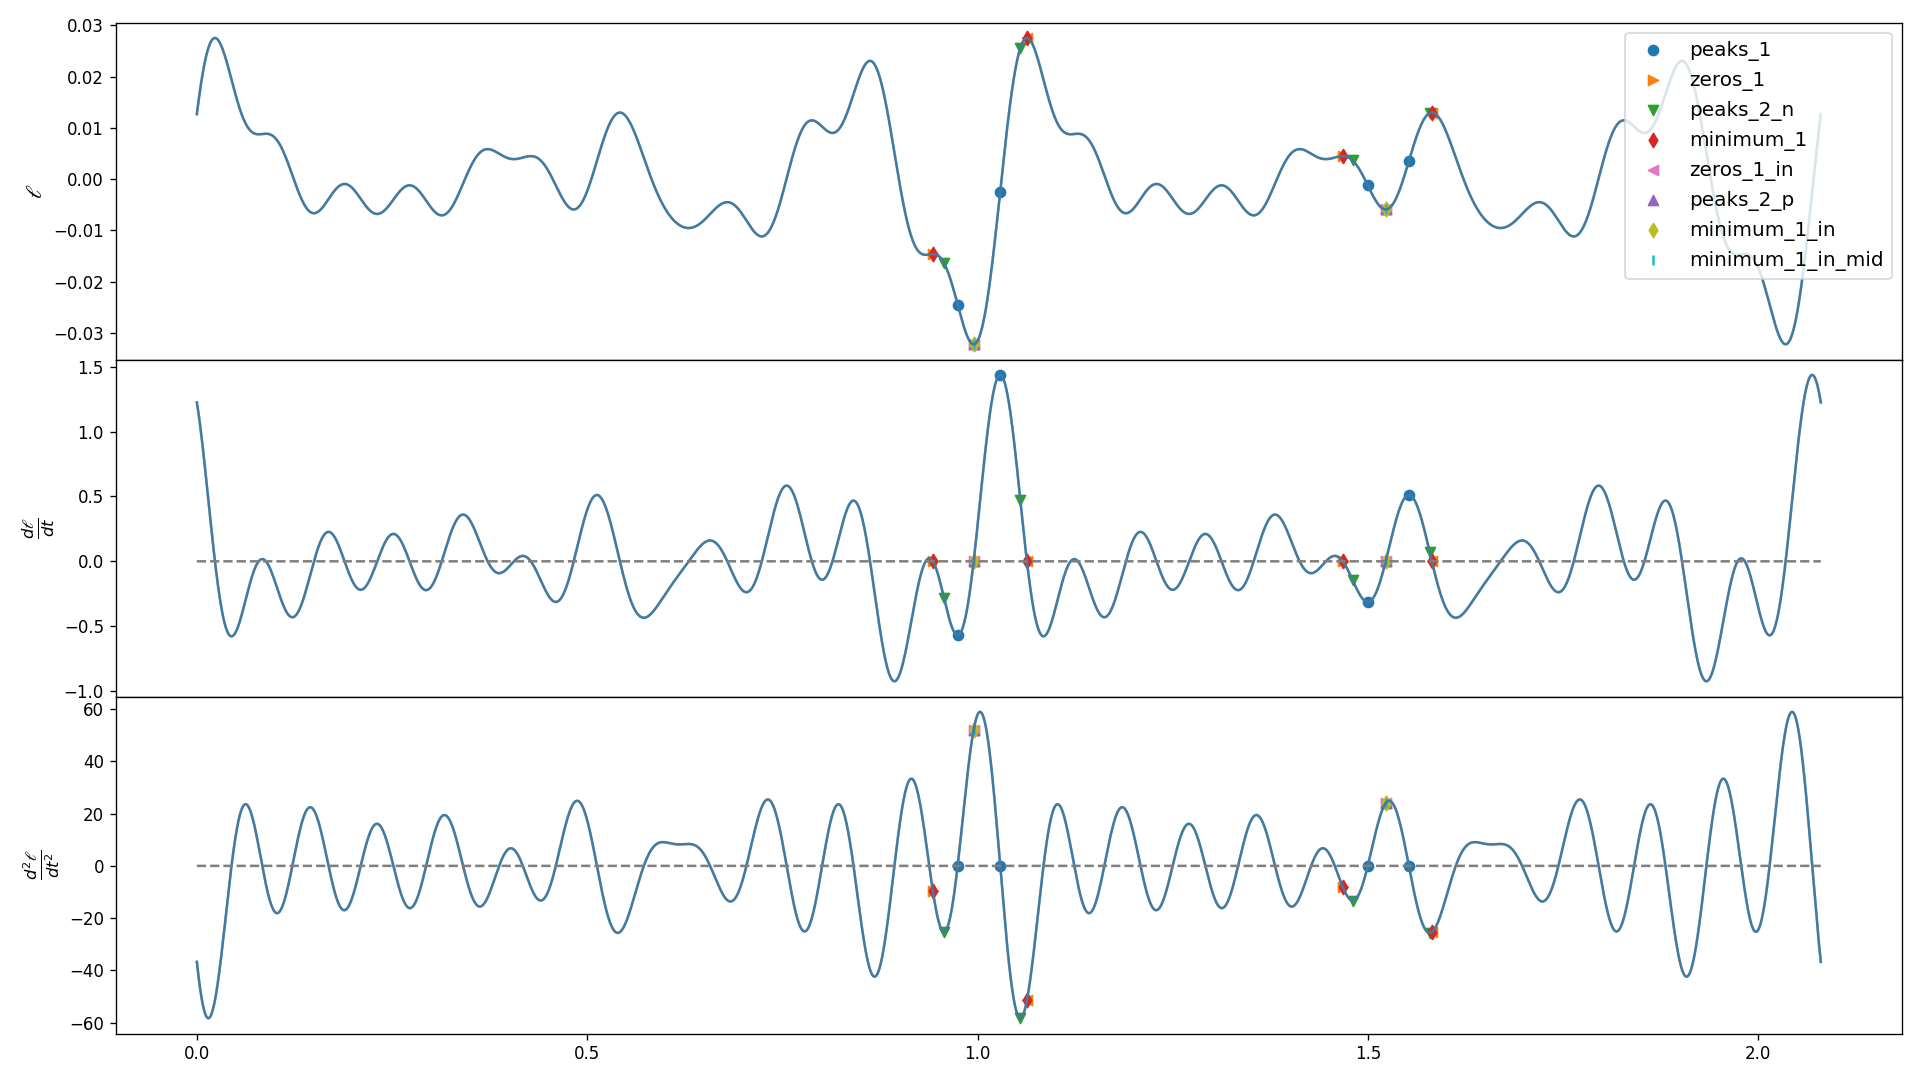 0.03
0.02
0.01
0.00
−0.01
−0.02
−0.03
ℓ
peaks_1
zeros_1
peaks_2_n
minimum_1
zeros_1_in
peaks_2_p
minimum_1_in
minimum_1_in_mid
1.5
1.0
0.5
0.0
−0.5
−1.0
dℓ
dt
60
40
20
0
−20
−40
−60
d²ℓ
dt²
0.0 0.5 1.0 1.5 2.0